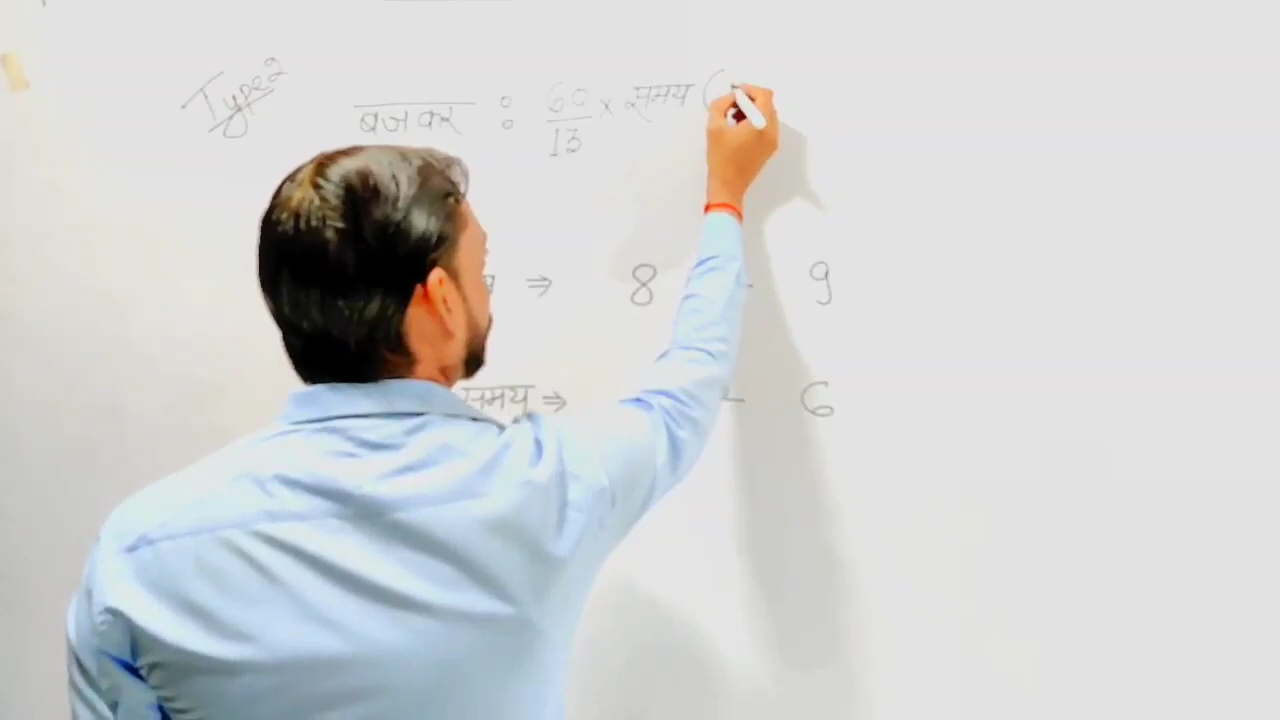 Type 2
बजकर : 60/13 × समय (
⇒ 8 - 9
समय ⇒ - 6